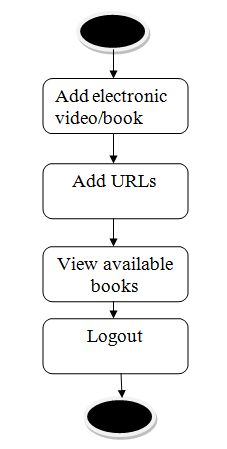 Add electronic
video/book
Add URLs
View available
books
Logout